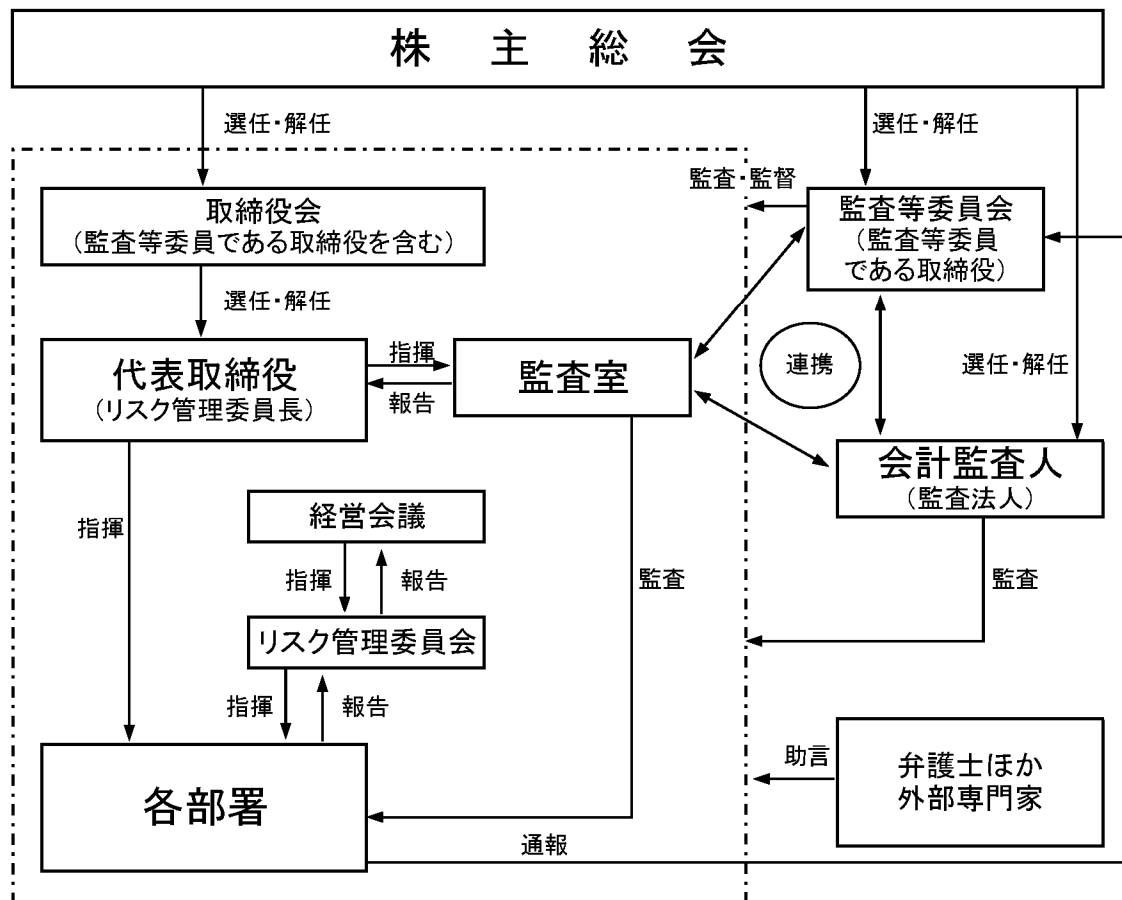 株主総会
選任・解任
選任・解任
監査・監督
取締役会
（監査等委員である取締役を含む）
監査等委員会
（監査等委員
である取締役）
選任・解任
代表取締役
（リスク管理委員長）
指揮
報告
監査室
連携
選任・解任
会計監査人
（監査法人）
経営会議
指揮
指揮
報告
監査
監査
リスク管理委員会
指揮
報告
各部署
助言
弁護士ほか
外部専門家
通報